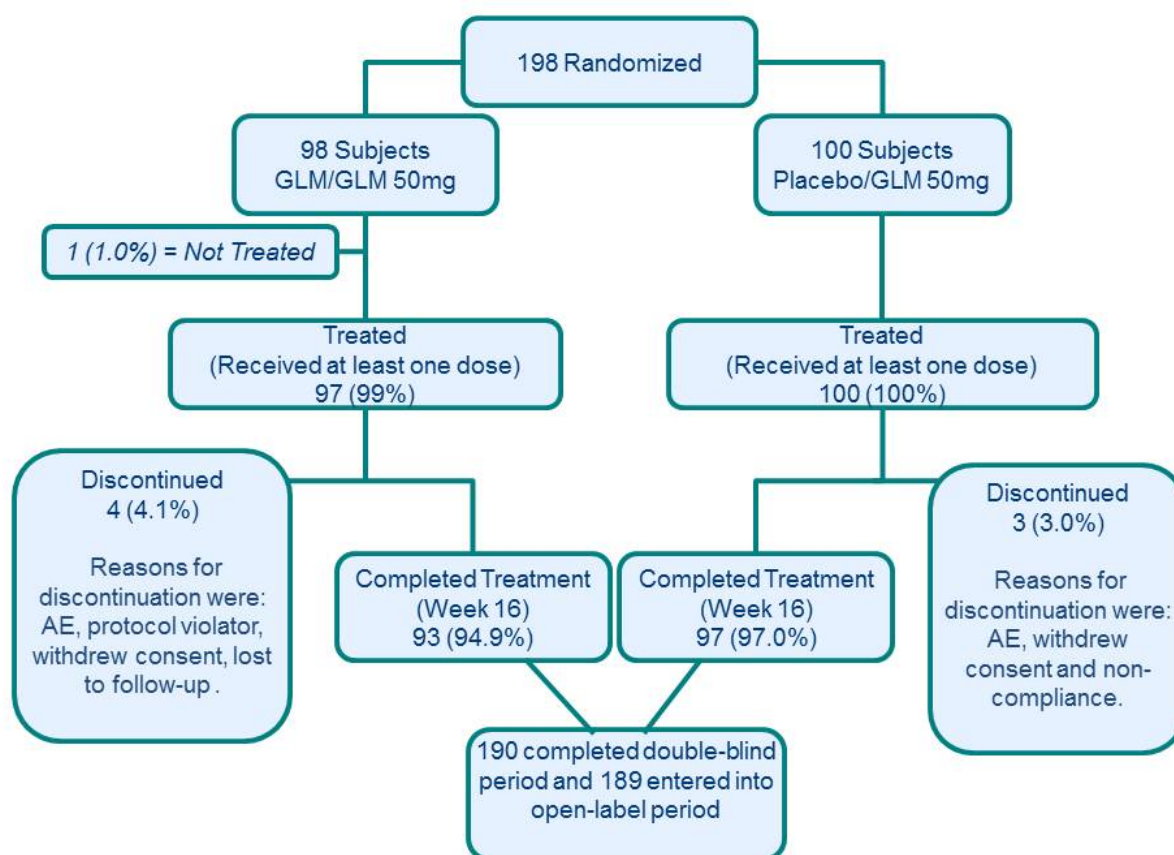 198 Randomized
98 Subjects
GLM/GLM 50mg
100 Subjects
Placebo/GLM 50mg
1 (1.0%) = Not Treated
Treated
(Received at least one dose)
97 (99%)
Treated
(Received at least one dose)
100 (100%)
Discontinued
4 (4.1%)
Reasons for
discontinuation were:
AE, protocol violator,
withdrew consent, lost
to follow-up .
Completed Treatment
(Week 16)
93 (94.9%)
Completed Treatment
(Week 16)
97 (97.0%)
Discontinued
3 (3.0%)
Reasons for
discontinuation were:
AE, withdrew
consent and non-
compliance.
190 completed double-blind
period and 189 entered into
open-label period